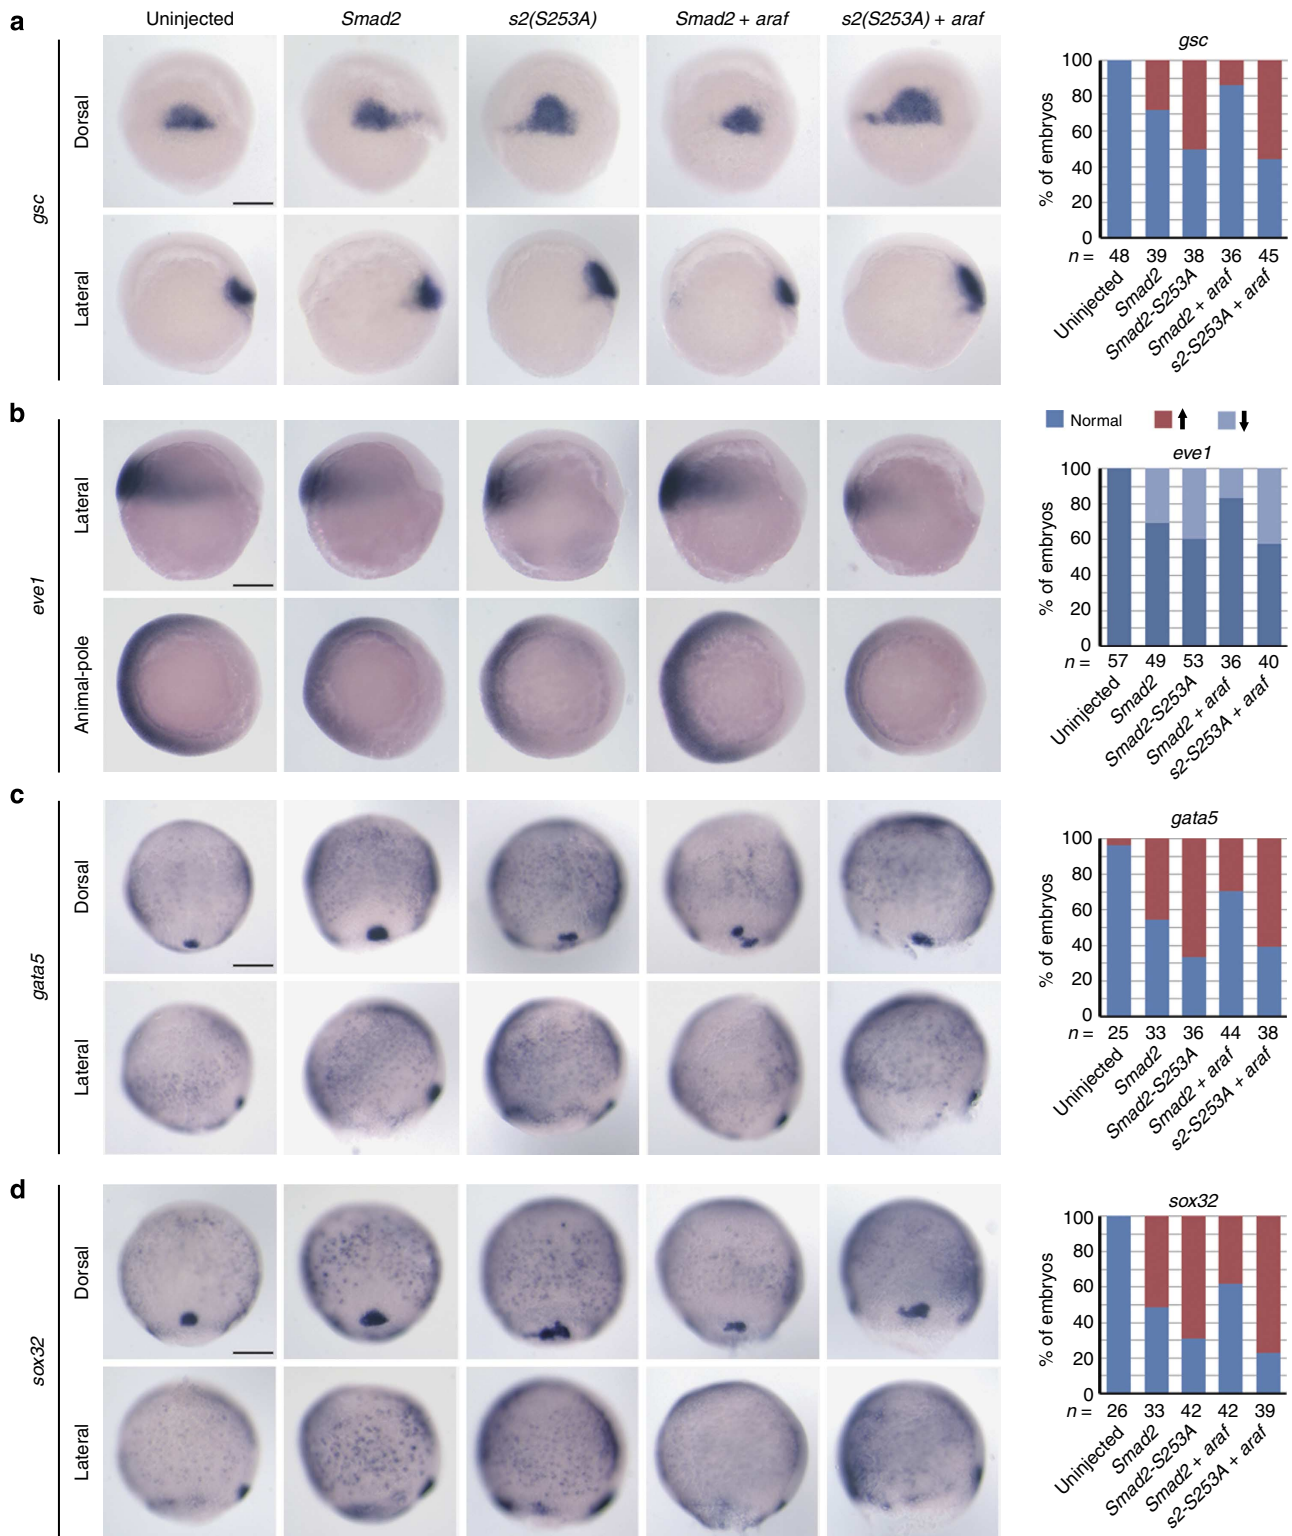 a
Uninjected
Smad2
s2(S253A)
Smad2 + araf
s2(S253A) + araf
gsc
Dorsal
Lateral
gsc
% of embryos
100
80
60
40
20
0
n = 48 39 38 36 45
Uninjected
Smad2
Smad2-S253A
Smad2 + araf
s2-S253A + araf
b
eve1
Lateral
Animal-pole
Normal
eve1
% of embryos
100
80
60
40
20
0
n = 57 49 53 36 40
Uninjected
Smad2
Smad2-S253A
Smad2 + araf
s2-S253A + araf
c
gata5
Dorsal
Lateral
gata5
% of embryos
100
80
60
40
20
0
n = 25 33 36 44 38
Uninjected
Smad2
Smad2-S253A
Smad2 + araf
s2-S253A + araf
d
sox32
Dorsal
Lateral
sox32
% of embryos
100
80
60
40
20
0
n = 26 33 42 42 39
Uninjected
Smad2
Smad2-S253A
Smad2 + araf
s2-S253A + araf